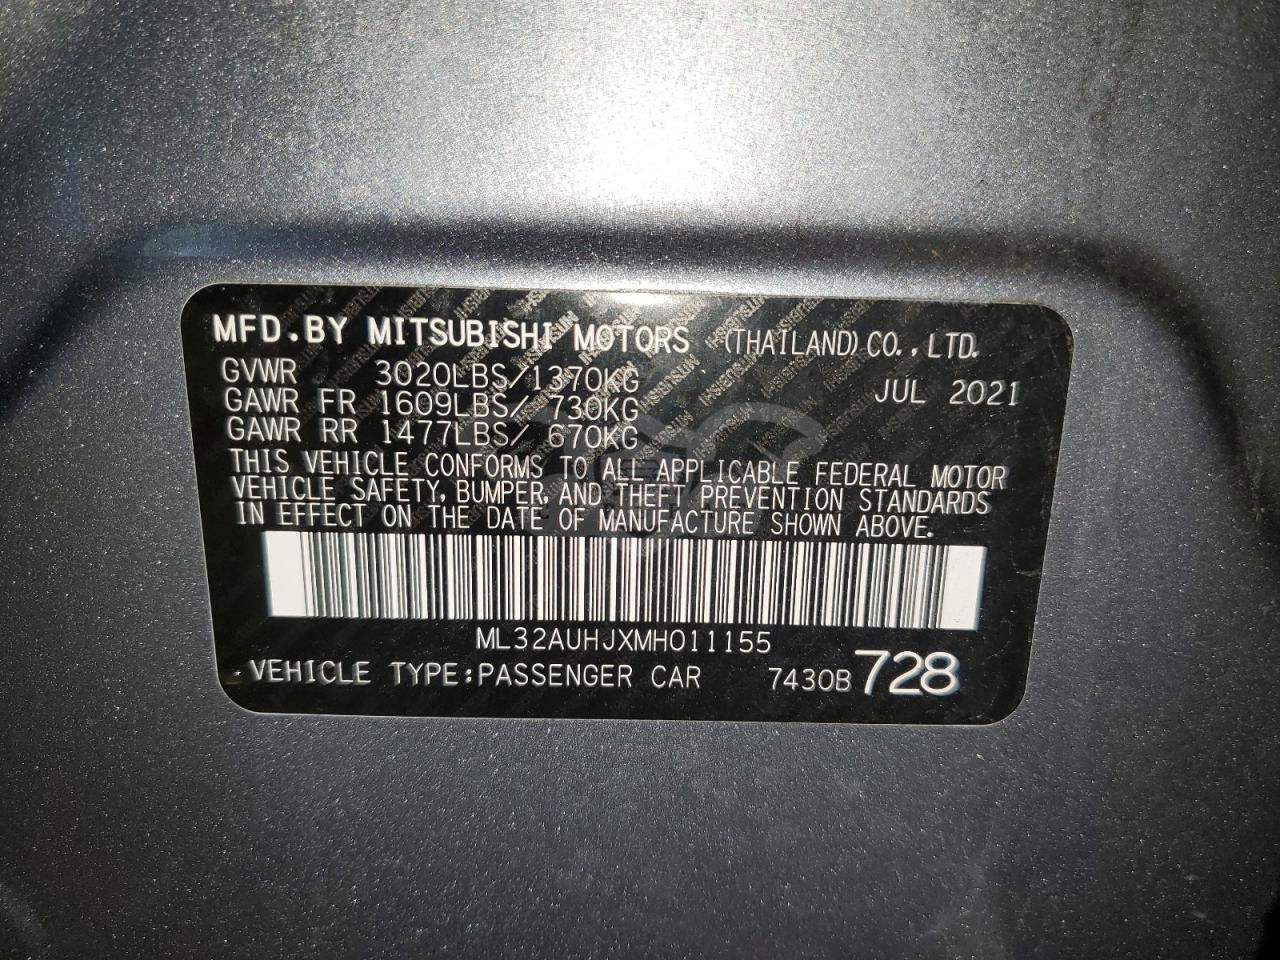 MFD.BY MITSUBISHI MOTORS (THAILAND)CO.,LTD.
GVWR 3020LBS/1370KG JUL 2021
GAWR FR 1609LBS/ 730KG
GAWR RR 1477LBS/ 670KG
THIS VEHICLE CONFORMS TO ALL APPLICABLE FEDERAL MOTOR
VEHICLE SAFETY, BUMPER, AND THEFT PREVENTION STANDARDS
IN EFFECT ON THE DATE OF MANUFACTURE SHOWN ABOVE.
ML32AUHJXMH011155
VEHICLE TYPE:PASSENGER CAR 7430B 728